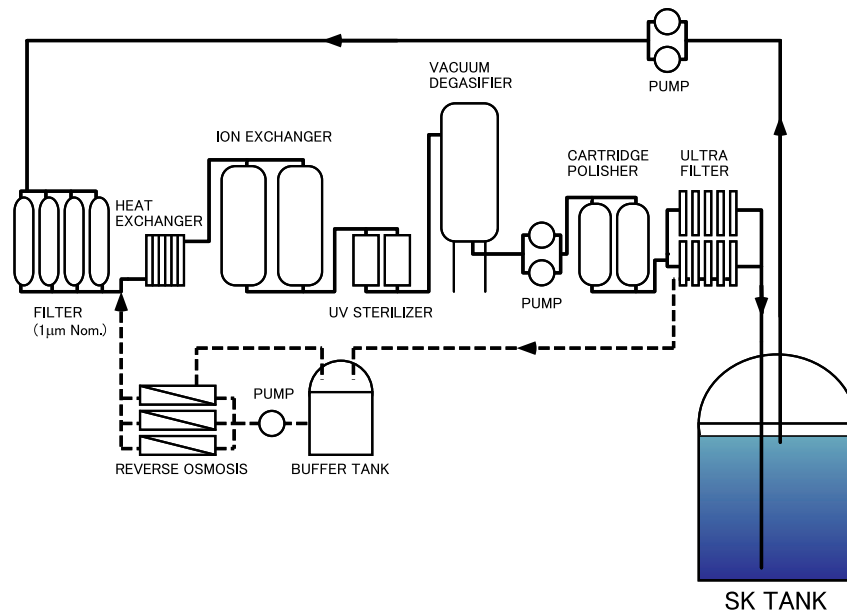 PUMP
VACUUM
DEGASIFIER
ION EXCHANGER
CARTRIDGE
POLISHER
ULTRA
FILTER
HEAT
EXCHANGER
PUMP
FILTER
(1μm Nom.)
UV STERILIZER
PUMP
REVERSE OSMOSIS
BUFFER TANK
SK TANK